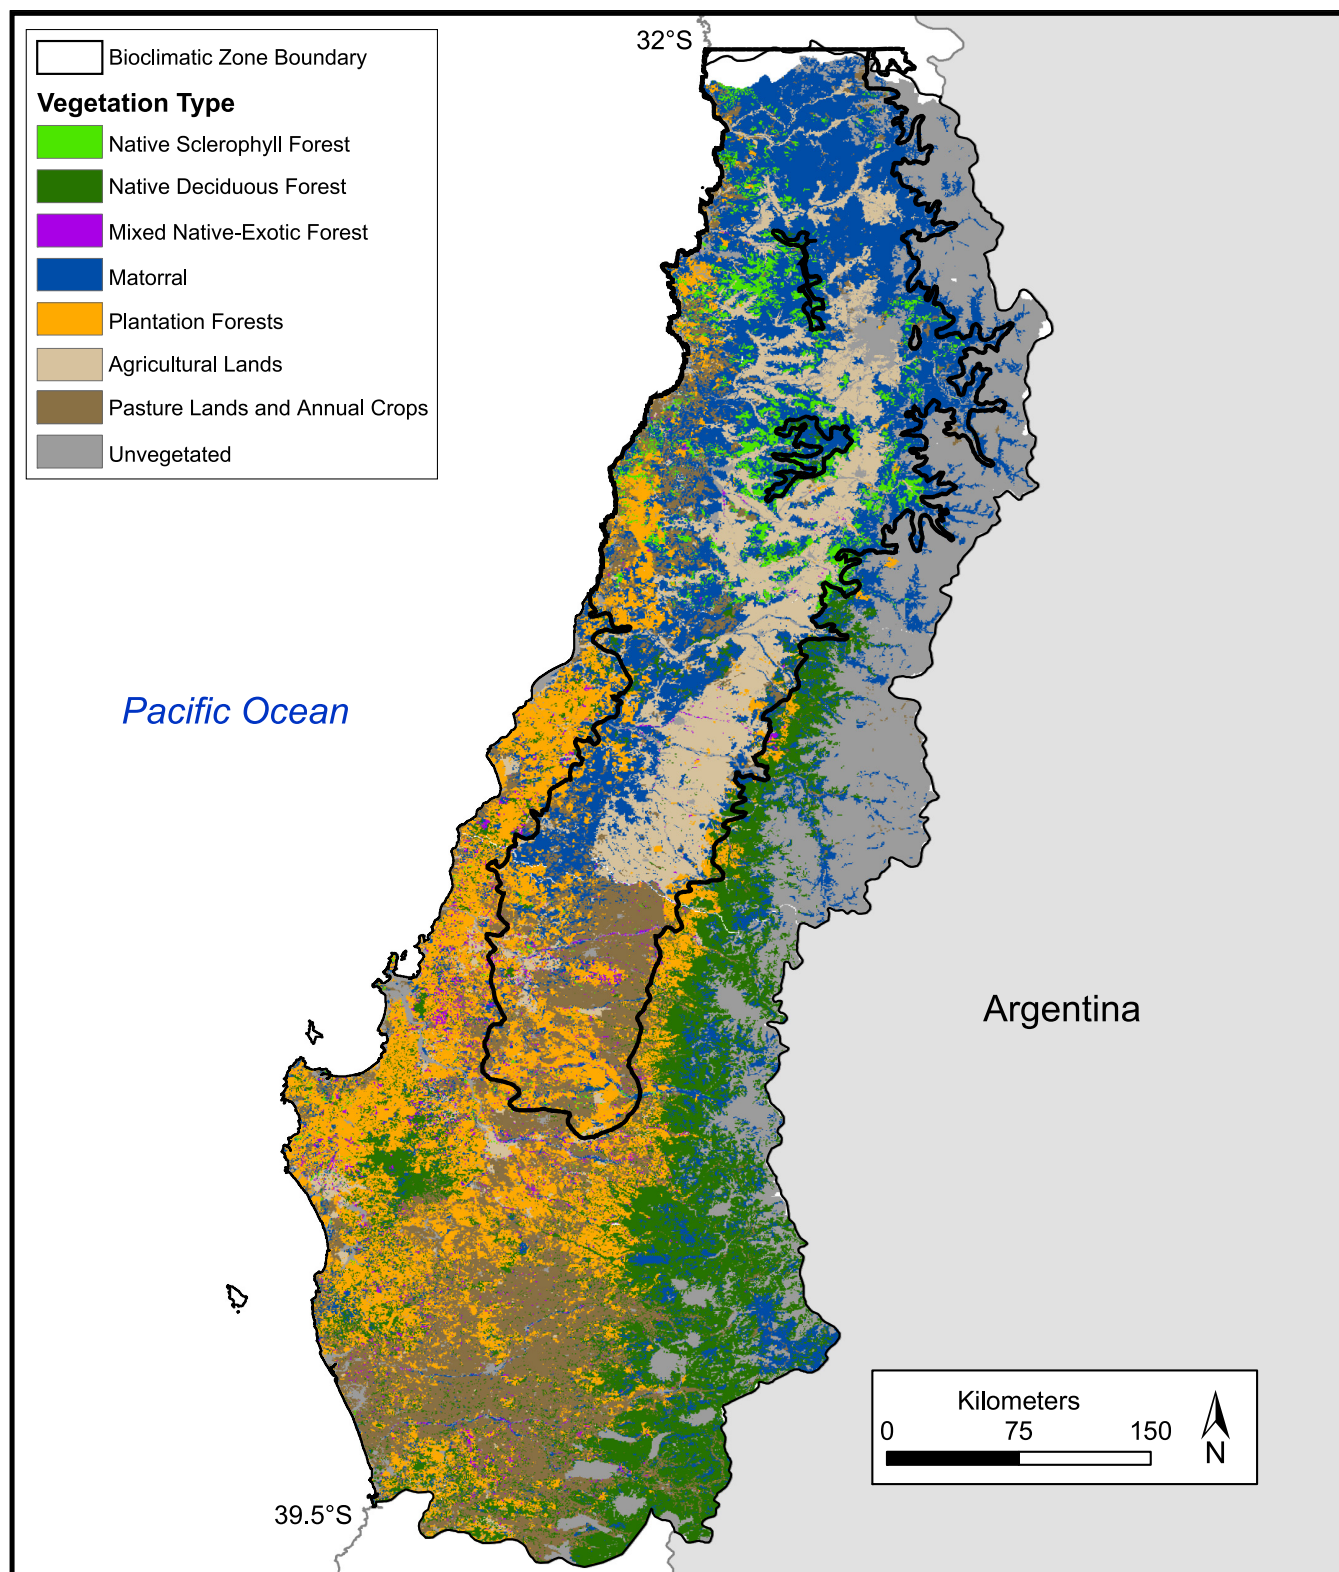 32°S
Bioclimatic Zone Boundary
Vegetation Type
Native Sclerophyll Forest
Native Deciduous Forest
Mixed Native-Exotic Forest
Matorral
Plantation Forests
Agricultural Lands
Pasture Lands and Annual Crops
Unvegetated
Pacific Ocean
Argentina
Kilometers
0 75 150
N
39.5°S